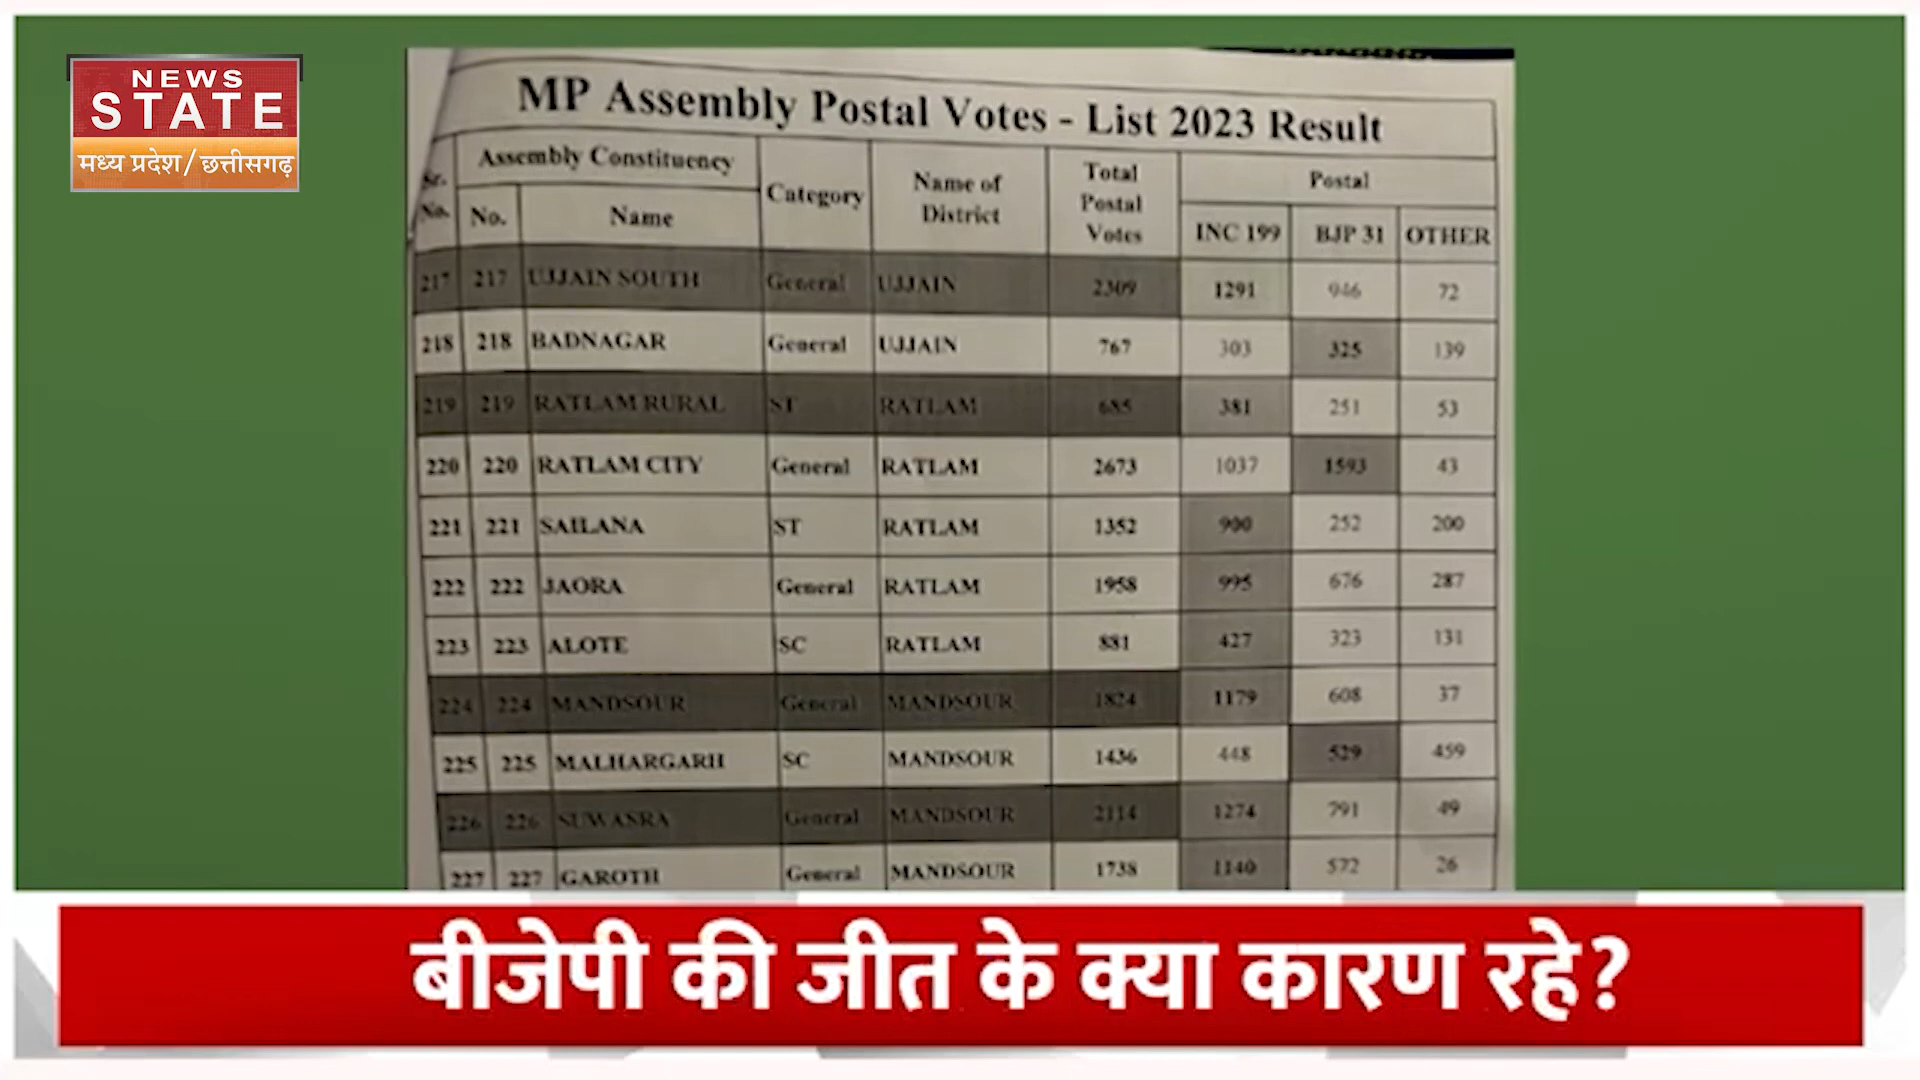 NEWS
STATE
मध्य प्रदेश/छत्तीसगढ़
MP Assembly Postal Votes - List 2023 Result
Sr. No. Assembly Constituency Category Name of District Total Postal Votes Postal
No. Name INC 199 BJP 31 OTHER
217 217 UJJAIN SOUTH General UJJAIN 2309 1291 946 72
218 218 BADNAGAR General UJJAIN 767 303 325 139
219 219 RATLAM RURAL ST RATLAM 685 381 251 53
220 220 RATLAM CITY General RATLAM 2673 1037 1593 43
221 221 SAILANA ST RATLAM 1352 900 252 200
222 222 JAORA General RATLAM 1958 995 676 287
223 223 ALOTE SC RATLAM 881 427 323 131
224 224 MANDSOUR General MANDSOUR 1824 1179 608 37
225 225 MALHARGARH SC MANDSOUR 1436 448 529 459
226 226 SUWASRA General MANDSOUR 2114 1274 791 49
227 227 GAROTH General MANDSOUR 1738 1140 572 26
बीजेपी की जीत के क्या कारण रहे?